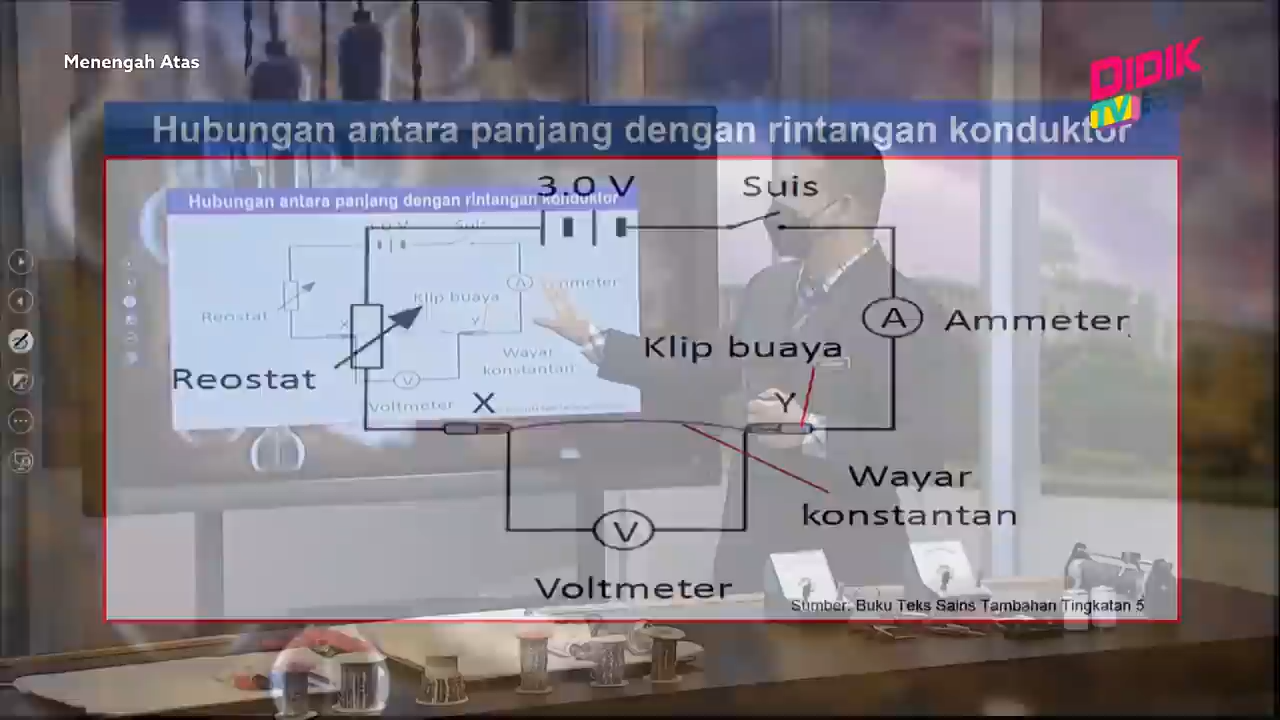 Menengah Atas
DIDIK
TV
Hubungan antara panjang dengan rintangan konduktor
3.0 V
Suis
Hubungan antara panjang dengan rintangan konduktor
Suis
A
Ammeter
A
Klip buaya
Reostat
Klip buaya
X
Reostat
Wayar
konstantan
V
Voltmeter
X
Y
Wayar
konstantan
V
Voltmeter
Sumber: Buku Teks Sains Tambahan Tingkatan 5